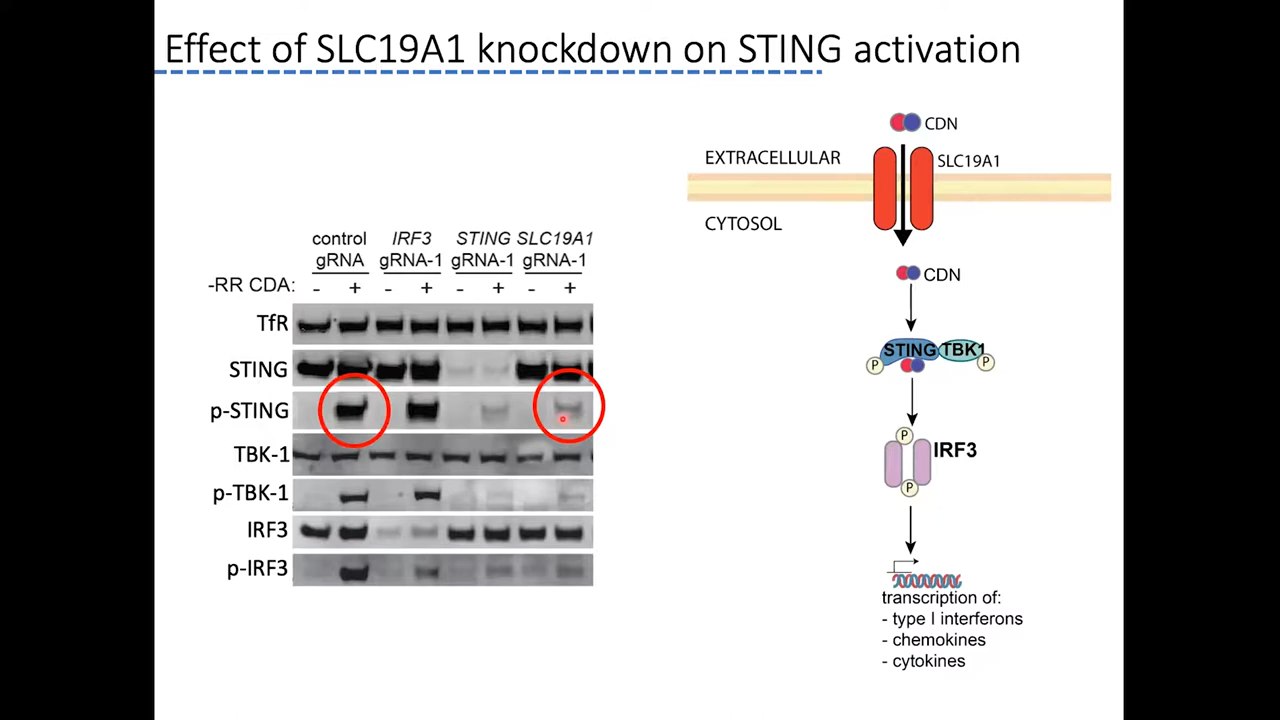 Effect of SLC19A1 knockdown on STING activation
control IRF3 STING SLC19A1
gRNA gRNA-1 gRNA-1 gRNA-1
-RR CDA: - + - + - + - +
TfR
STING
p-STING
TBK-1
p-TBK-1
IRF3
p-IRF3
CDN
EXTRACELLULAR
SLC19A1
CYTOSOL
CDN
STING TBK1
P P
P
IRF3
P
transcription of:
- type I interferons
- chemokines
- cytokines